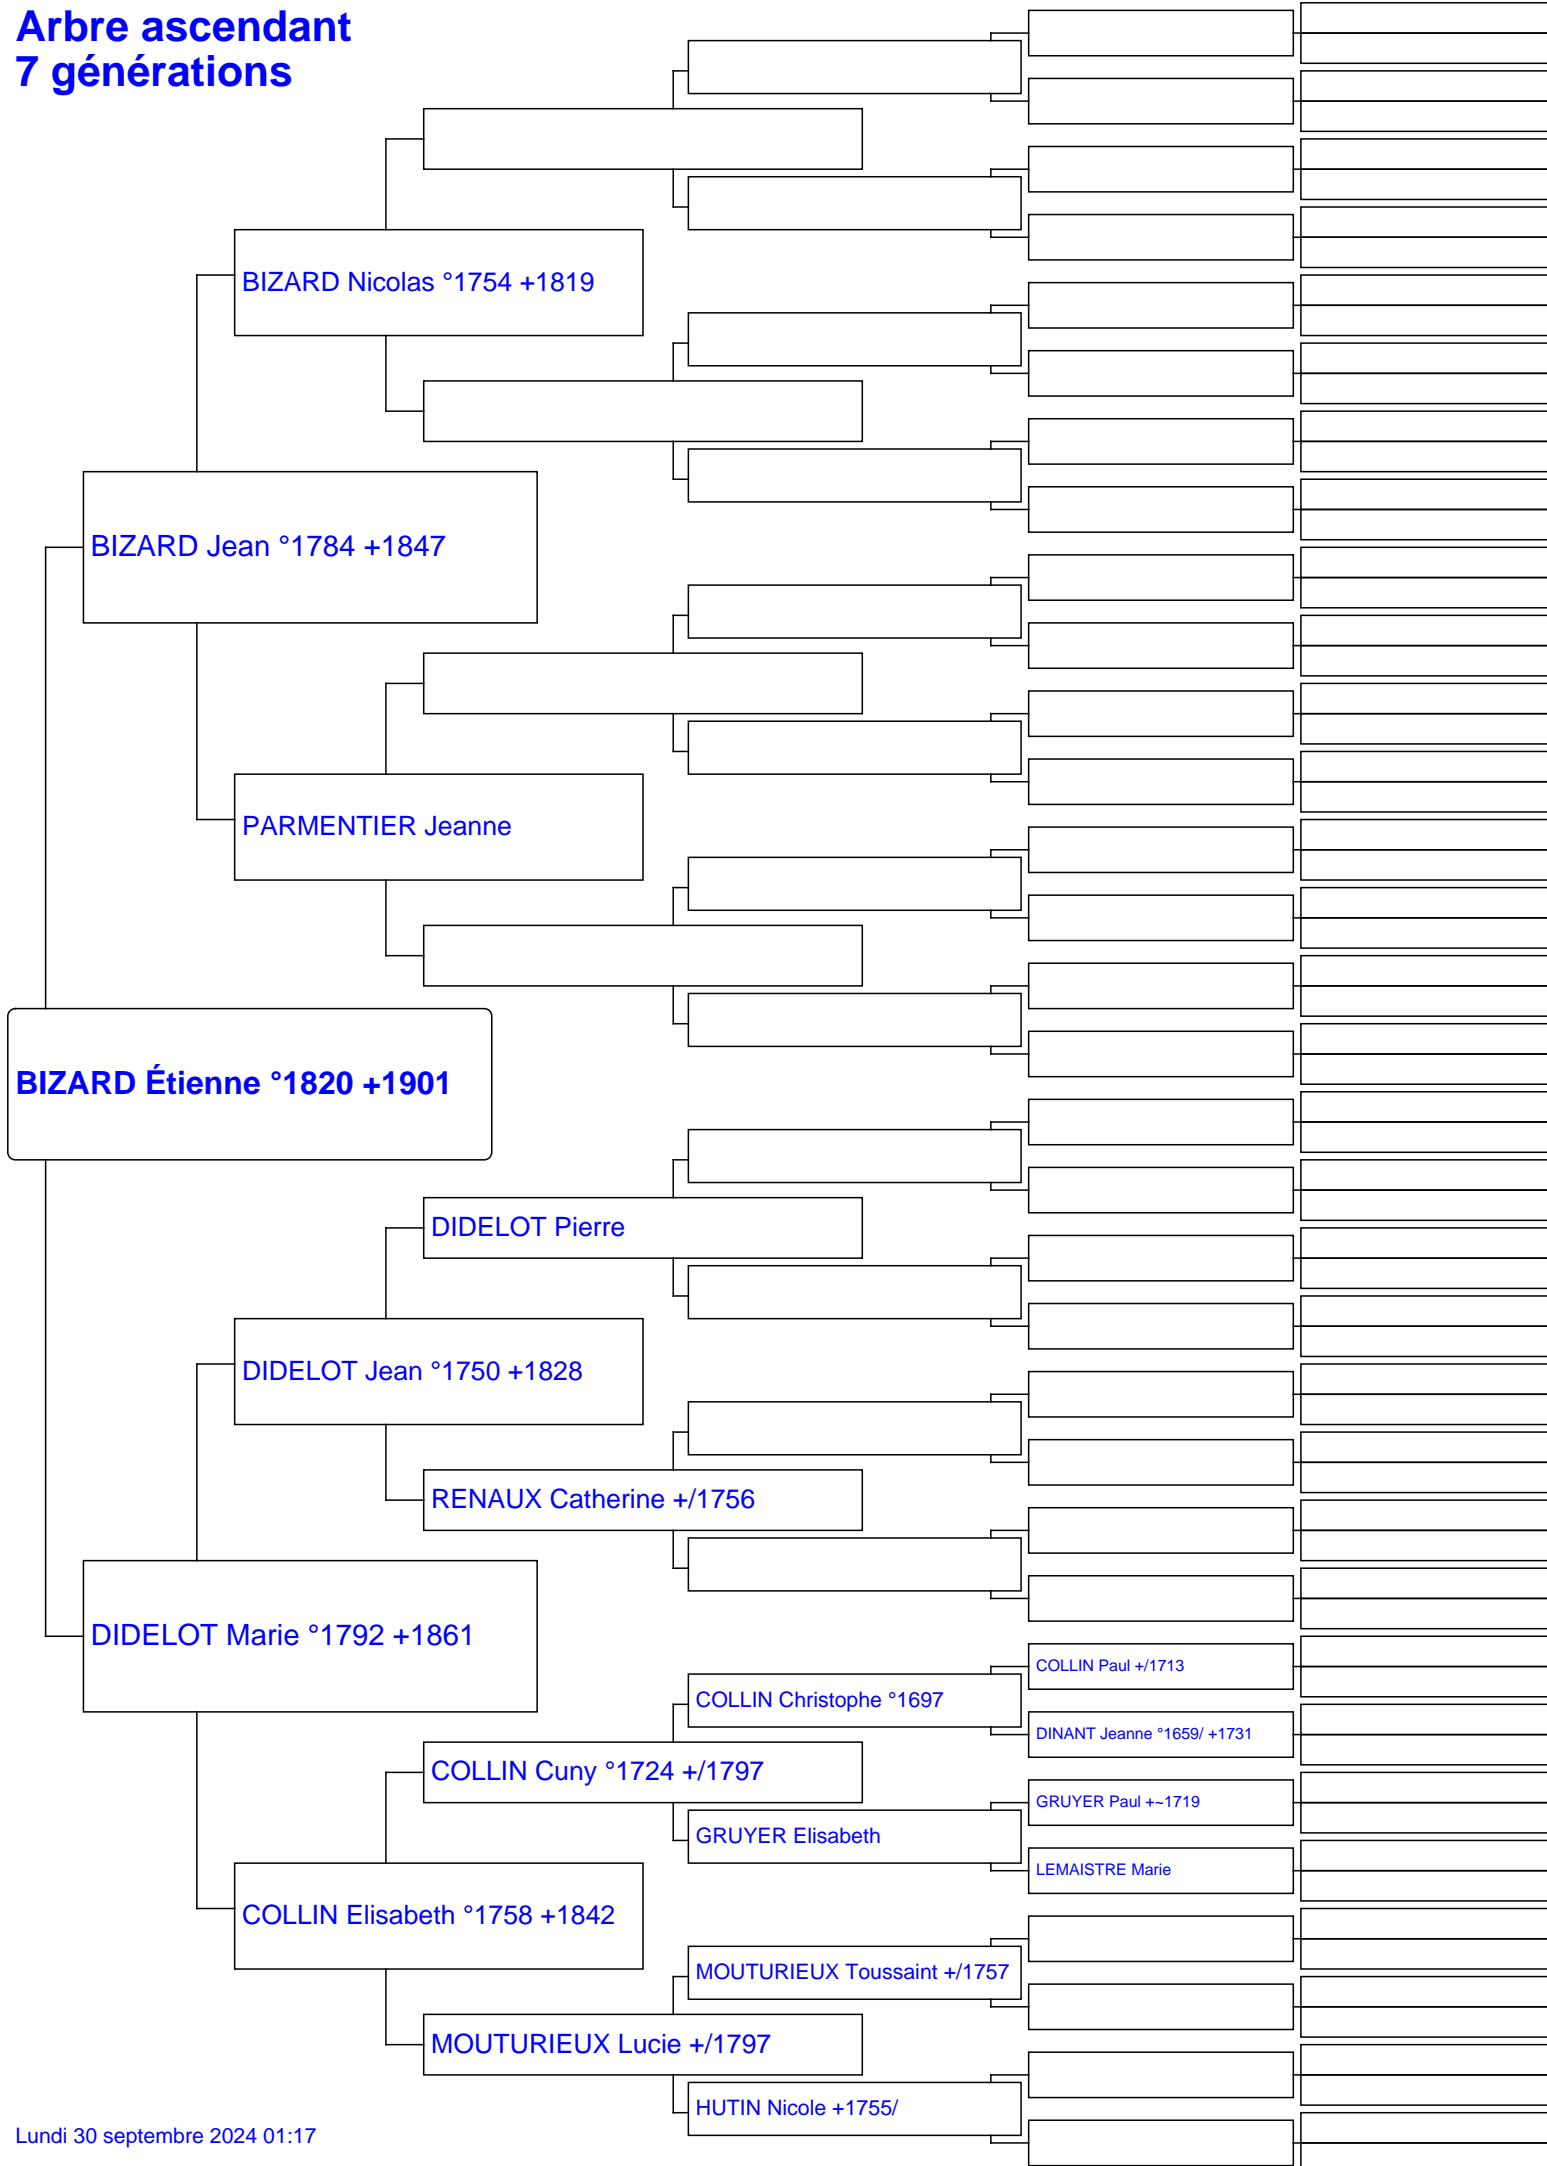 Arbre ascendant
7 générations
BIZARD Nicolas °1754 +1819
BIZARD Jean °1784 +1847
PARMENTIER Jeanne
BIZARD Étienne °1820 +1901
DIDELOT Pierre
DIDELOT Jean °1750 +1828
RENAUX Catherine +/1756
DIDELOT Marie °1792 +1861
COLLIN Paul +/1713
COLLIN Christophe °1697
DINANT Jeanne °1659/ +1731
COLLIN Cuny °1724 +/1797
GRUYER Paul +~1719
GRUYER Elisabeth
LEMAISTRE Marie
COLLIN Elisabeth °1758 +1842
MOUTURIEUX Toussaint +/1757
MOUTURIEUX Lucie +/1797
HUTIN Nicole +1755/
Lundi 30 septembre 2024 01:17